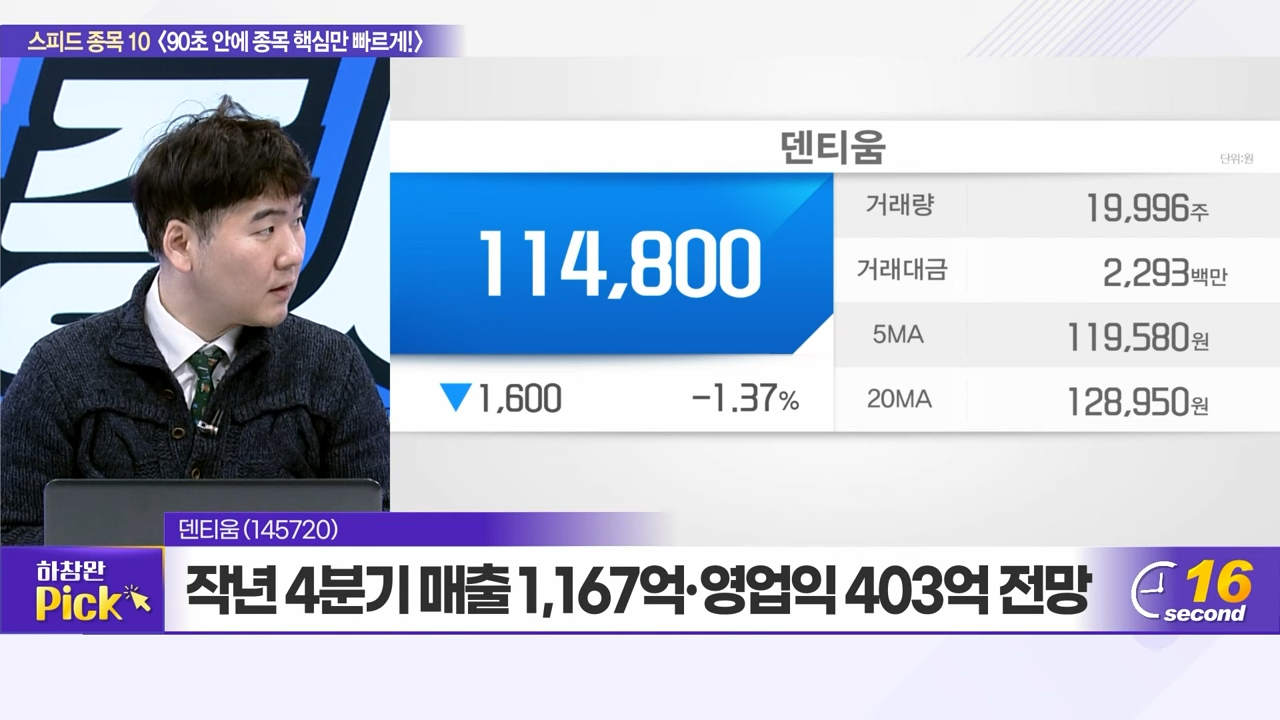 스피드 종목 10 〈90초 안에 종목 핵심만 빠르게!〉
덴티움
단위:원
114,800
▼1,600 -1.37%
거래량 19,996주
거래대금 2,293백만
5MA 119,580원
20MA 128,950원
덴티움 (145720)
하창완
Pick
작년 4분기 매출 1,167억·영업익 403억 전망
16
second